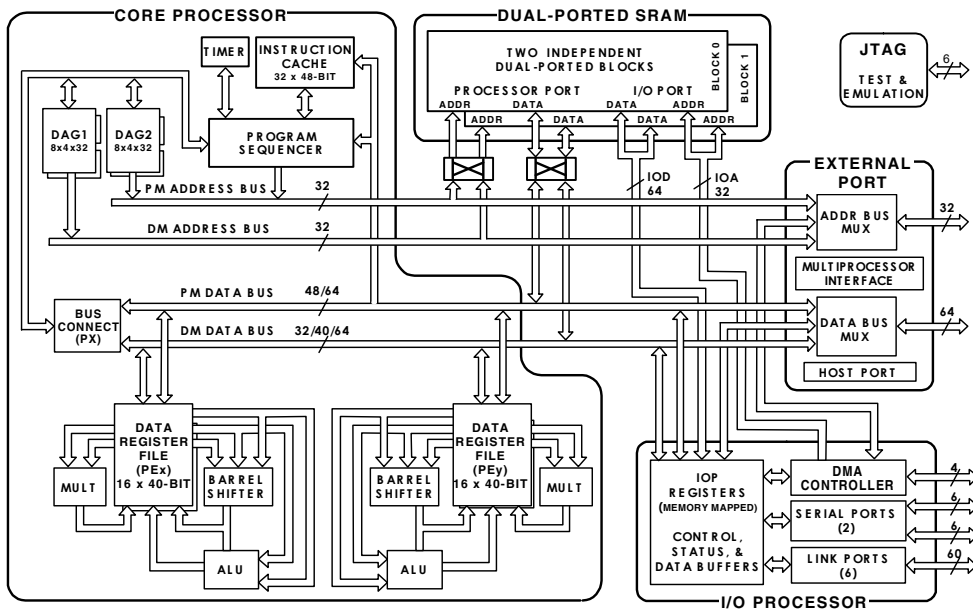 CORE PROCESSOR
TIMER
INSTRUCTION
CACHE
32 x 48-BIT
DAG1
8x4x32
DAG2
8x4x32
PROGRAM
SEQUENCER
PM ADDRESS BUS
32
DM ADDRESS BUS
32
PM DATA BUS
48/64
DM DATA BUS
32/40/64
BUS
CONNECT
(PX)
MULT
DATA
REGISTER
FILE
(PEx)
16 x 40-BIT
BARREL
SHIFTER
ALU
BARREL
SHIFTER
DATA
REGISTER
FILE
(PEy)
16 x 40-BIT
MULT
ALU
DUAL-PORTED SRAM
TWO INDEPENDENT
DUAL-PORTED BLOCKS
PROCESSOR PORT
I/O PORT
ADDR
DATA
DATA
ADDR
BLOCK 0
ADDR
DATA
DATA
ADDR
BLOCK 1
IOD
64
IOA
32
JTAG
TEST &
EMULATION
6
EXTERNAL
PORT
ADDR BUS
MUX
32
MULTIPROCESSOR
INTERFACE
DATA BUS
MUX
64
HOST PORT
IOP
REGISTERS
(MEMORY MAPPED)
CONTROL,
STATUS, &
DATA BUFFERS
DMA
CONTROLLER
4
SERIAL PORTS
(2)
6
6
LINK PORTS
(6)
60
I/O PROCESSOR